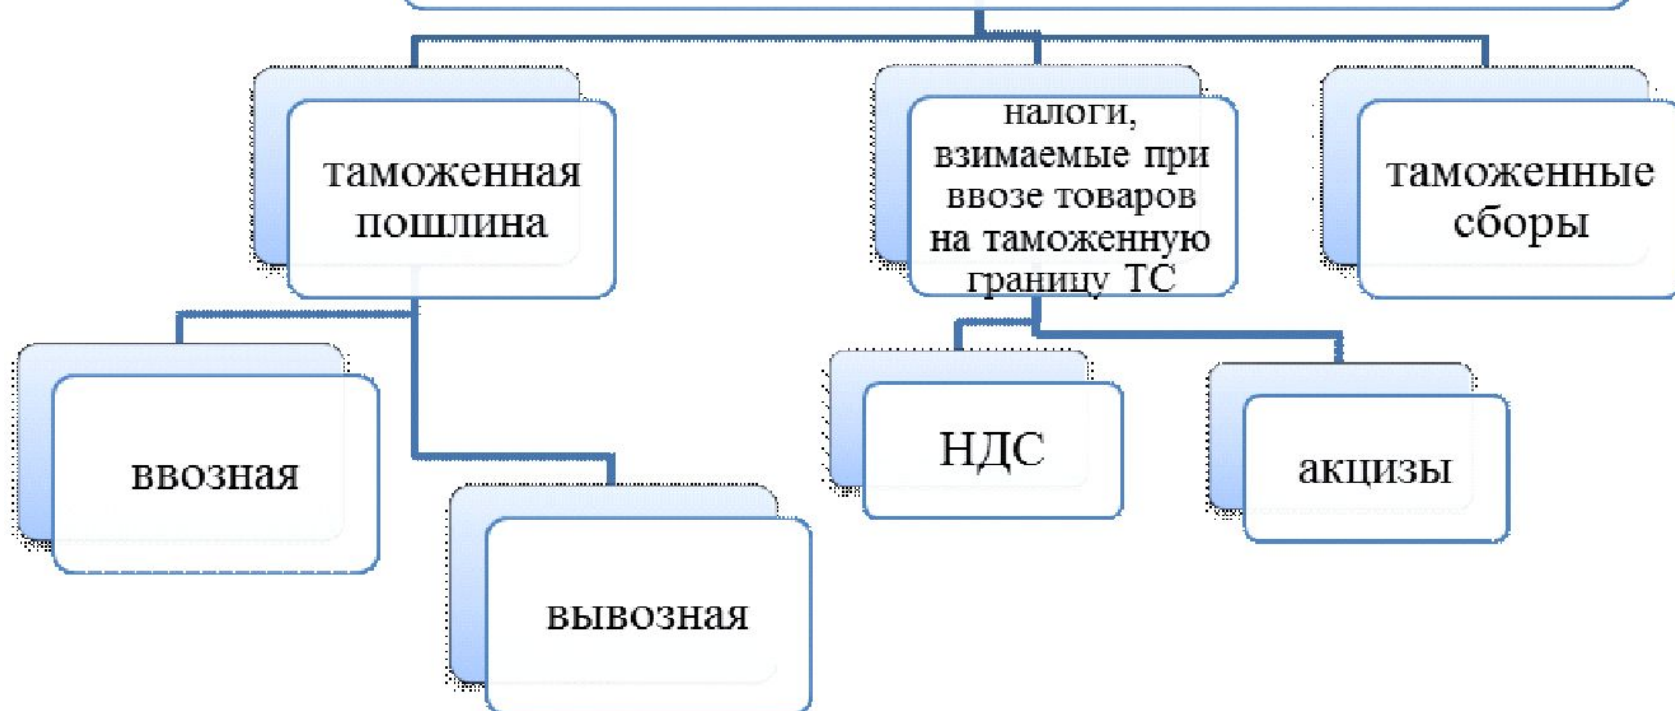 таможенная
пошлина
налоги,
взимаемые при
ввозе товаров
на таможенную
границу ТС
таможенные
сборы
ввозная
вывозная
НДС
акцизы